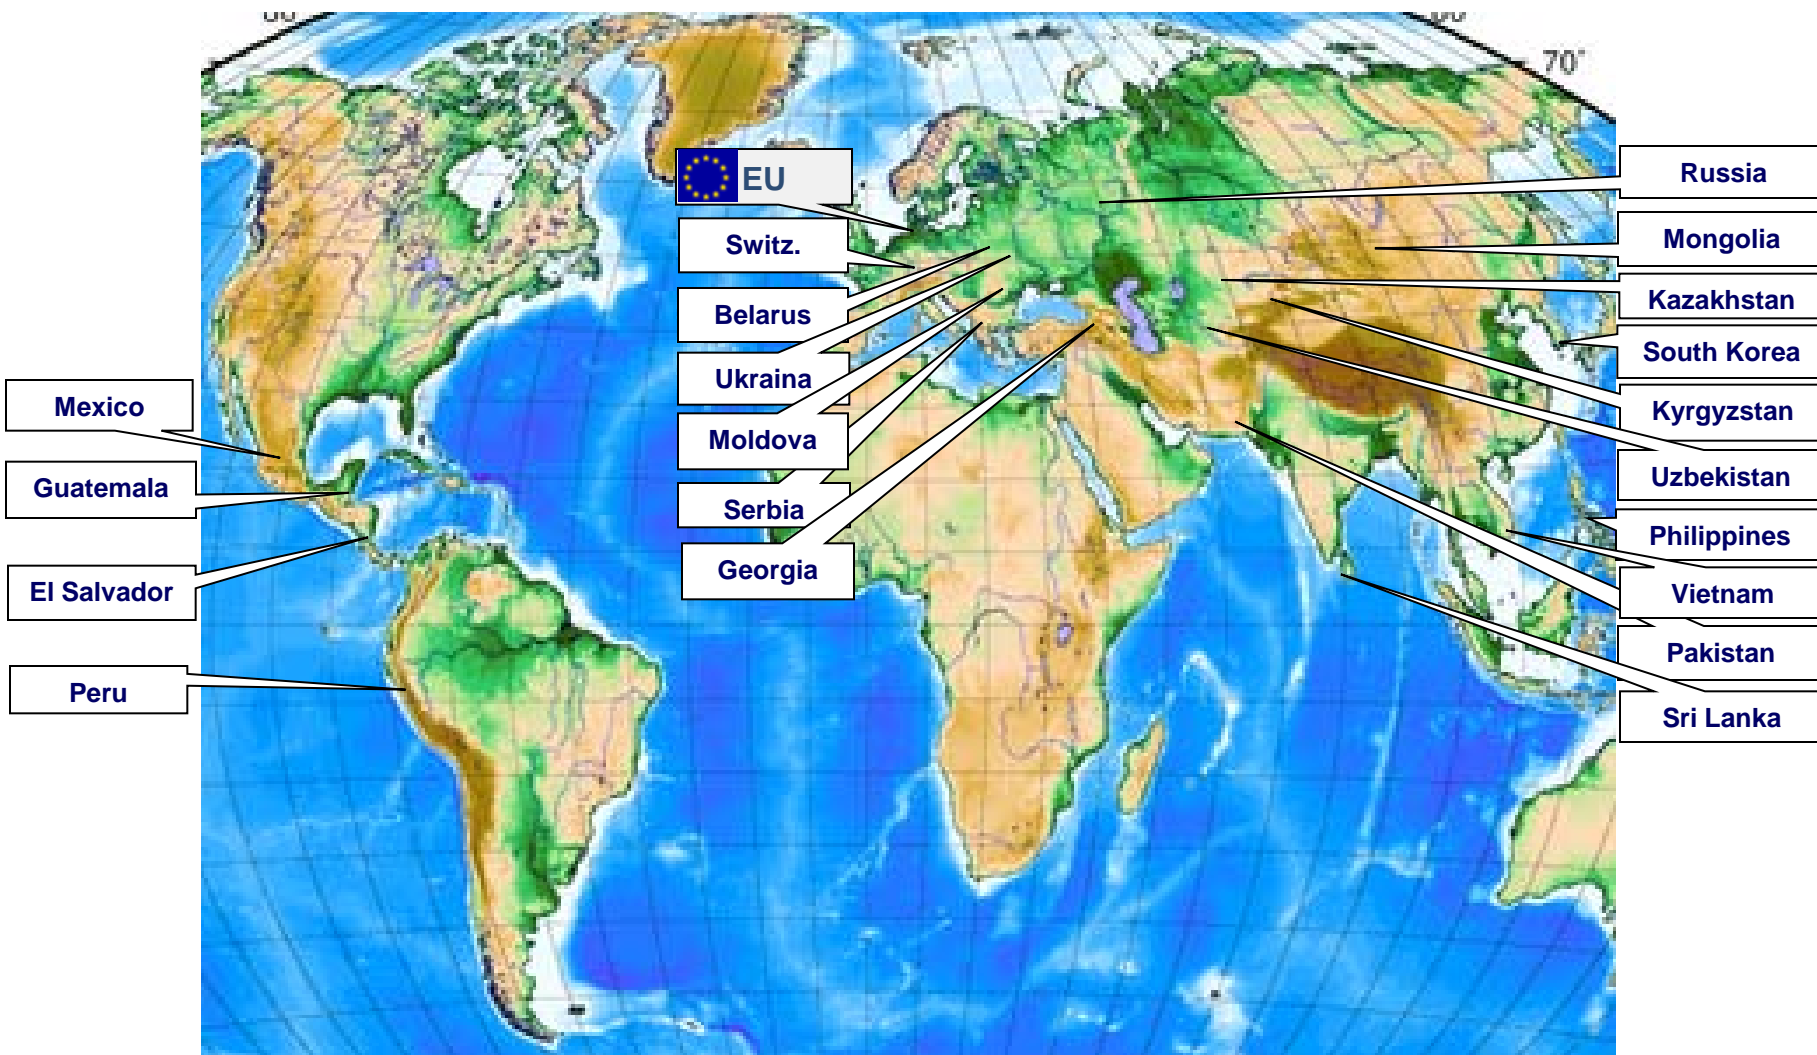 70°
EU
Switz.
Belarus
Ukraina
Moldova
Serbia
Georgia
Mexico
Guatemala
El Salvador
Peru
Russia
Mongolia
Kazakhstan
South Korea
Kyrgyzstan
Uzbekistan
Philippines
Vietnam
Pakistan
Sri Lanka